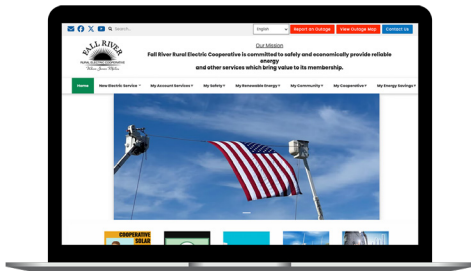 Search...
English
Report an Outage
View Outage Map
Contact Us
FALL RIVER
RURAL ELECTRIC COOPERATIVE
Our Mission
Fall River Rural Electric Cooperative is committed to safely and economically provide reliable
energy
and other services which bring value to its membership.
Home
New Electric Service
My Account Services
My Safety
My Renewable Energy
My Community
My Cooperative
My Energy Savings
COOPERATIVE
SOLAR